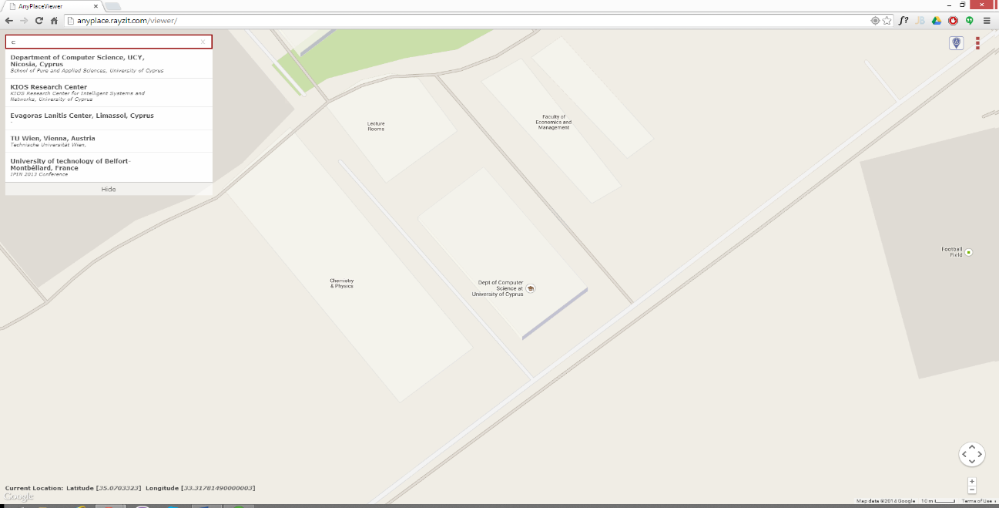 AnyPlaceViewer
anyplace.rayzit.com/viewer/
c
x
Department of Computer Science, UCY,
Nicosia, Cyprus
School of Pure and Applied Sciences, University of Cyprus
KIOS Research Center
KIOS Research Center for Intelligent Systems and
Networks, University of Cyprus
Evagoras Lanitis Center, Limassol, Cyprus
-
TU Wien, Vienna, Austria
Technische Universität Wien,
University of technology of Belfort-
Montbéliard, France
IPIN 2013 Conference
Hide
Lecture
Rooms
Faculty of
Economics and
Management
Football
Field
Chemistry
& Physics
Dept of Computer
Science at
University of Cyprus
Current Location: Latitude [35.0703323] Longitude [33.31781490000003]
Google
Map data ©2014 Google 10 m Terms of Use